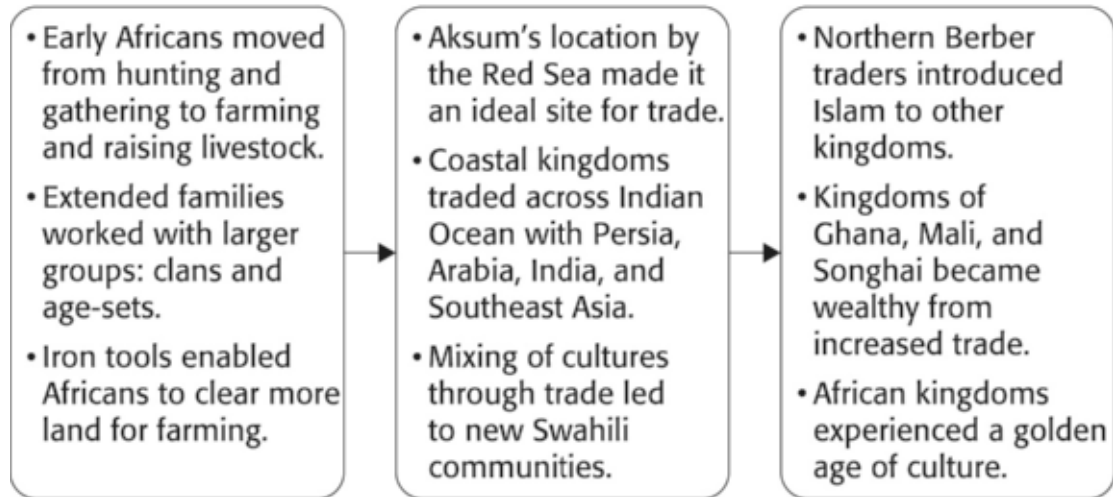 • Early Africans moved
from hunting and
gathering to farming
and raising livestock.
• Extended families
worked with larger
groups: clans and
age-sets.
• Iron tools enabled
Africans to clear more
land for farming.
• Aksum's location by
the Red Sea made it
an ideal site for trade.
• Coastal kingdoms
traded across Indian
Ocean with Persia,
Arabia, India, and
Southeast Asia.
• Mixing of cultures
through trade led
to new Swahili
communities.
• Northern Berber
traders introduced
Islam to other
kingdoms.
• Kingdoms of
Ghana, Mali, and
Songhai became
wealthy from
increased trade.
• African kingdoms
experienced a golden
age of culture.